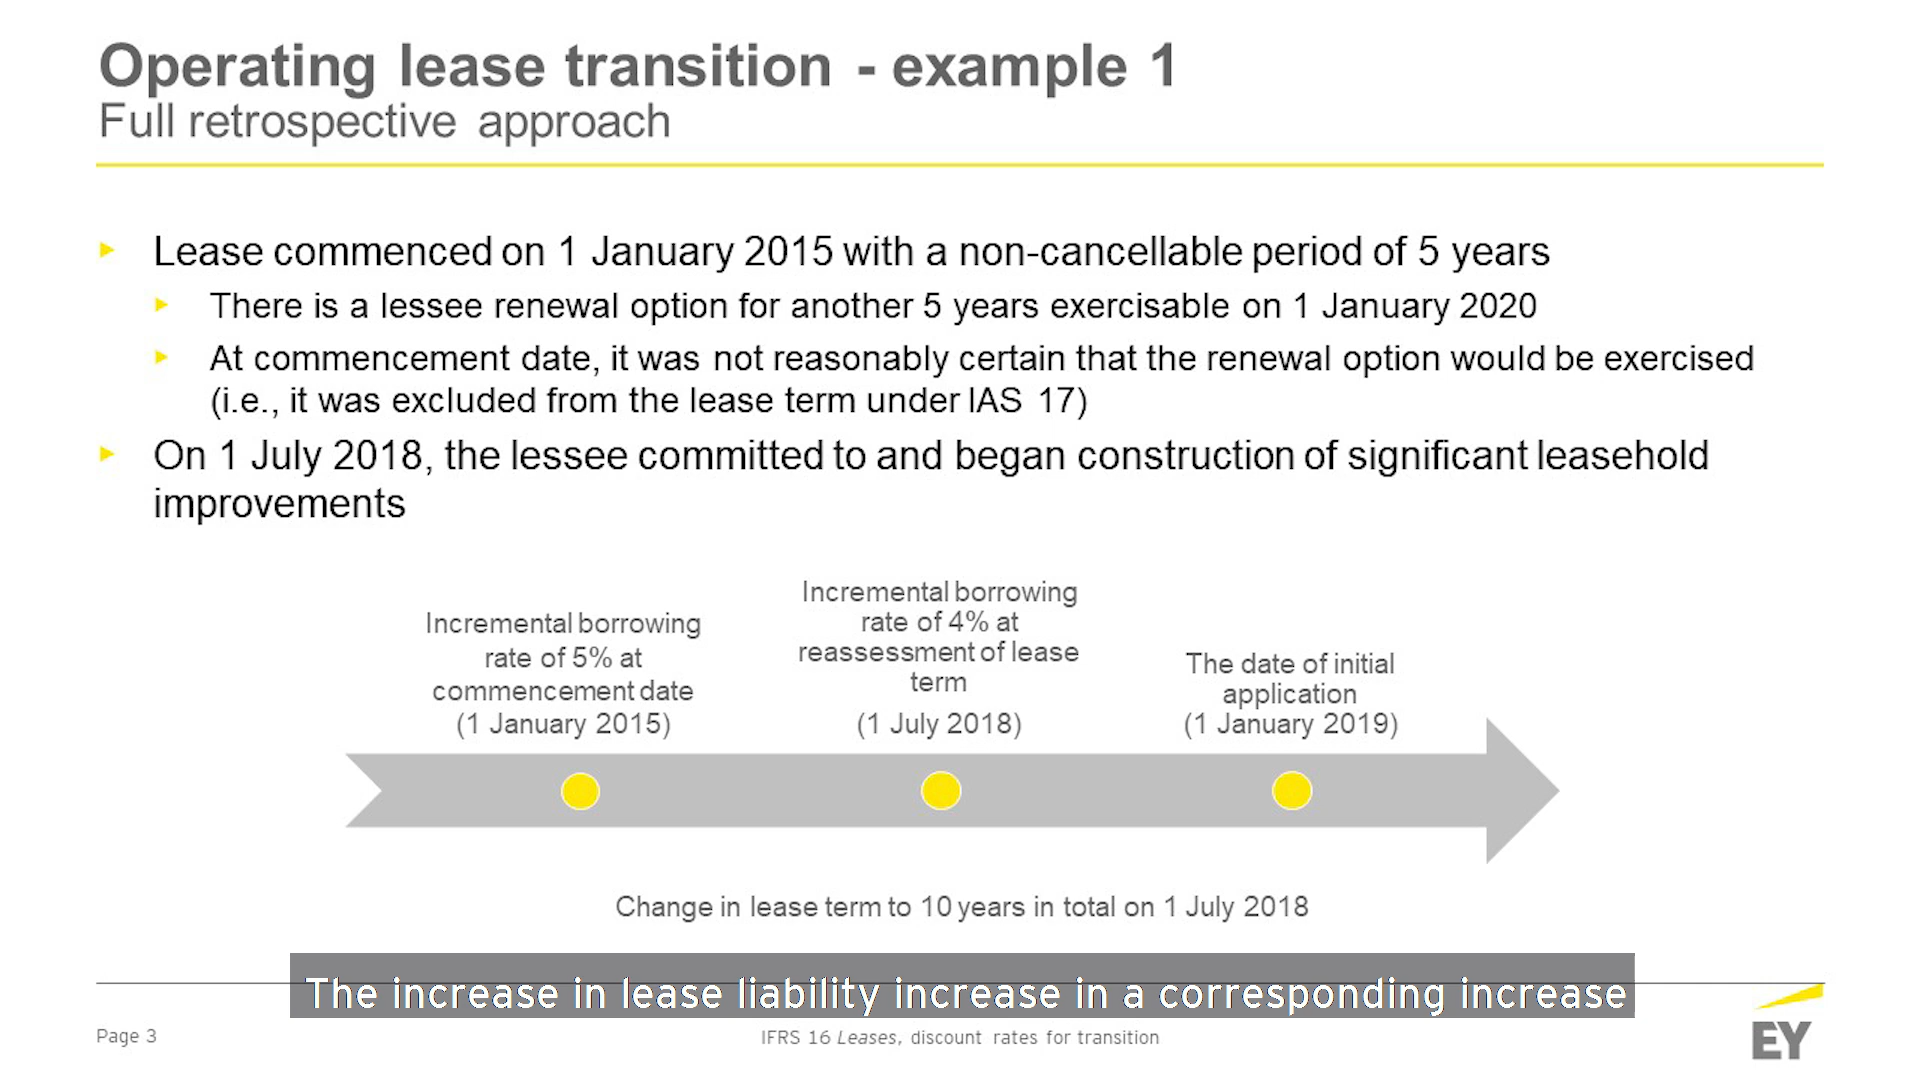 Operating lease transition - example 1
Full retrospective approach
Lease commenced on 1 January 2015 with a non-cancellable period of 5 years
There is a lessee renewal option for another 5 years exercisable on 1 January 2020
At commencement date, it was not reasonably certain that the renewal option would be exercised
(i.e., it was excluded from the lease term under IAS 17)
On 1 July 2018, the lessee committed to and began construction of significant leasehold
improvements
Incremental borrowing
rate of 5% at
commencement date
(1 January 2015)
Incremental borrowing
rate of 4% at
reassessment of lease
term
(1 July 2018)
The date of initial
application
(1 January 2019)
Change in lease term to 10 years in total on 1 July 2018
The increase in lease liability increase in a corresponding increase
Page 3
IFRS 16 Leases, discount rates for transition
EY